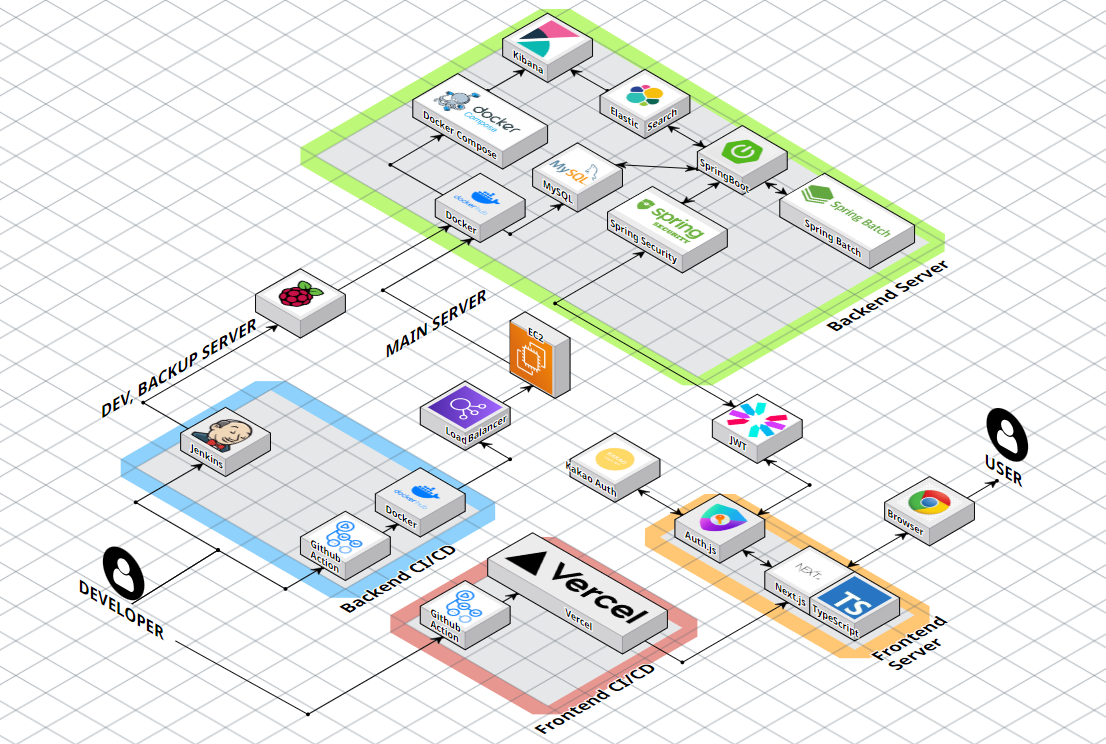 Kibana
docker
Compose
Docker Compose
Elastic Search
SpringBoot
MySQL
MySQL
dockerhub
Docker
spring
SECURITY
Spring Security
Spring Batch
Spring Batch
Backend Server
MAIN SERVER
DEV, BACKUP SERVER
EC2
Load Balancer
Jenkins
dockerhub
Docker
Github
Action
Backend CI/CD
JWT
Kakao Auth
Auth.js
Browser
USER
NEXT.
Next.js
TS
TypeScript
Frontend
Server
DEVELOPER
Github
Action
Vercel
Vercel
Frontend CI/CD